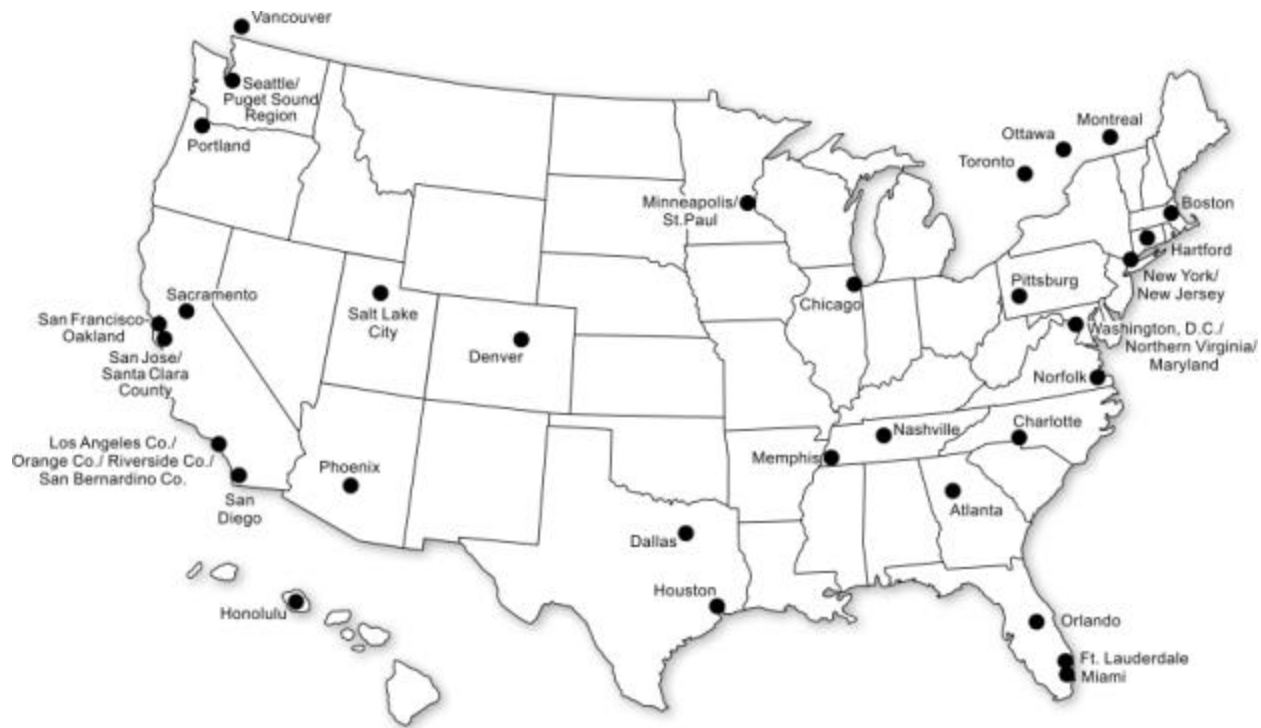 Vancouver
Seattle/
Puget Sound
Region
Portland
Montreal
Ottawa
Toronto
Minneapolis/
St.Paul
Boston
Hartford
New York/
New Jersey
Pittsburg
Chicago
Sacramento
Salt Lake
City
San Francisco-
Oakland
San Jose/
Santa Clara
County
Denver
Washington, D.C./
Northern Virginia/
Maryland
Norfolk
Nashville
Charlotte
Memphis
Los Angeles Co./
Orange Co./ Riverside Co./
San Bernardino Co.
Phoenix
San
Diego
Atlanta
Dallas
Houston
Honolulu
Orlando
Ft. Lauderdale
Miami